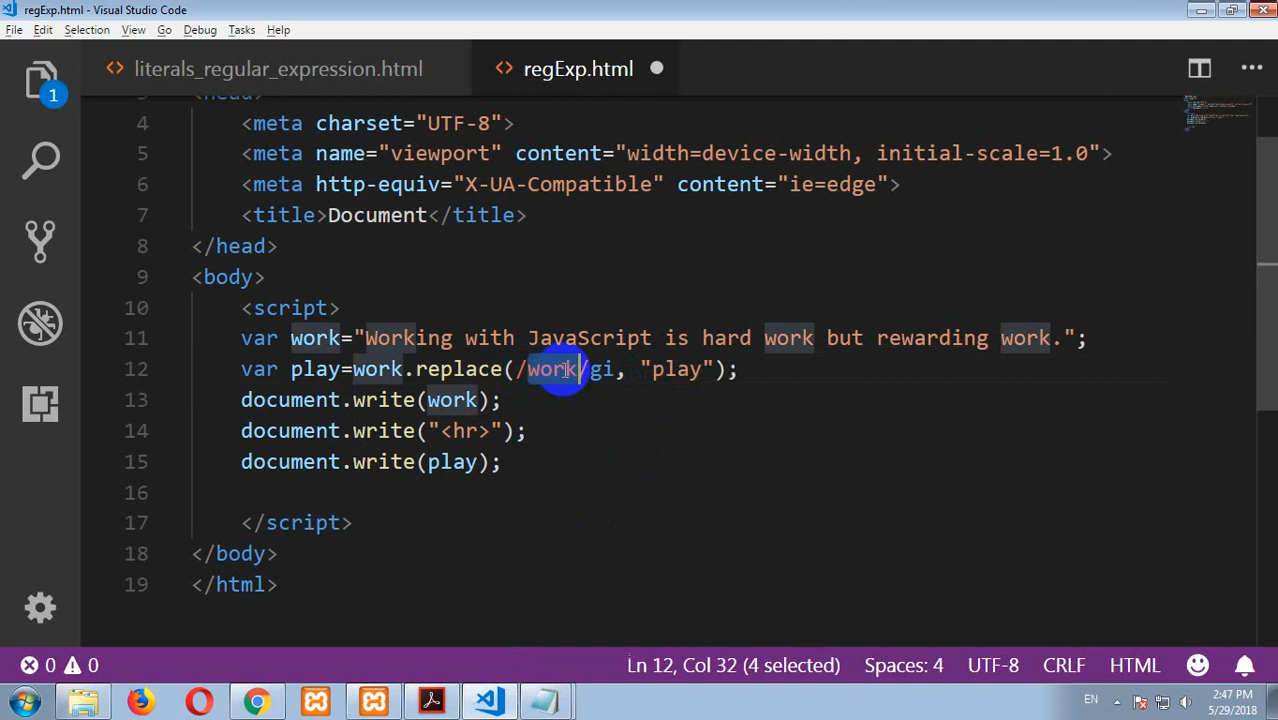 regExp.html - Visual Studio Code
File Edit Selection View Go Debug Tasks Help
literals_regular_expression.html regExp.html
3 <head>
4 <meta charset="UTF-8">
5 <meta name="viewport" content="width=device-width, initial-scale=1.0">
6 <meta http-equiv="X-UA-Compatible" content="ie=edge">
7 <title>Document</title>
8 </head>
9 <body>
10 <script>
11 var work="Working with JavaScript is hard work but rewarding work.";
12 var play=work.replace(/work/gi, "play");
13 document.write(work);
14 document.write("<hr>");
15 document.write(play);
16
17 </script>
18 </body>
19 </html>
1
0 0 Ln 12, Col 32 (4 selected) Spaces: 4 UTF-8 CRLF HTML
EN 2:47 PM
5/29/2018